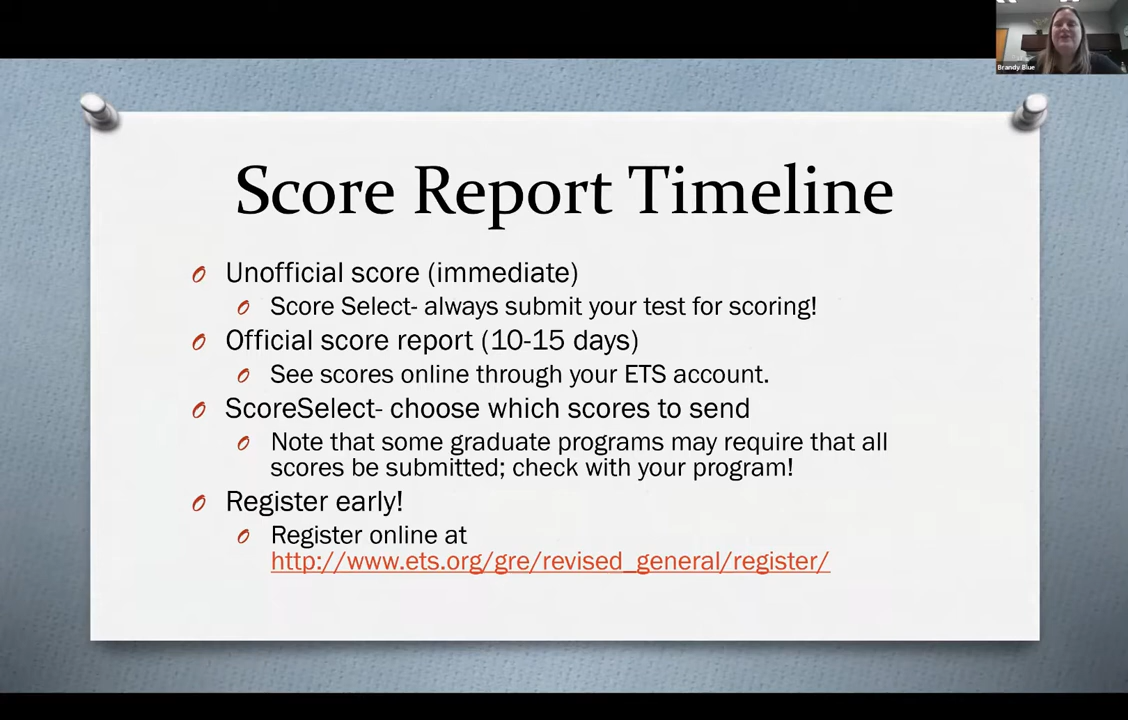 Brandy Blue
Score Report Timeline
Unofficial score (immediate)
Score Select- always submit your test for scoring!
Official score report (10-15 days)
See scores online through your ETS account.
ScoreSelect- choose which scores to send
Note that some graduate programs may require that all
scores be submitted; check with your program!
Register early!
Register online at
http://www.ets.org/gre/revised_general/register/